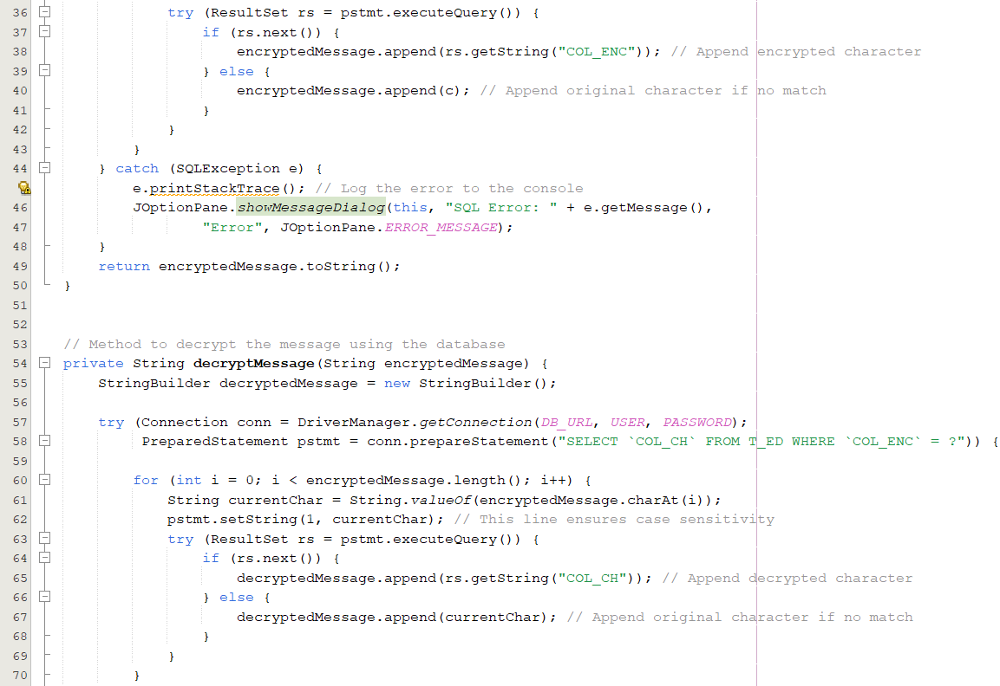 36 try (ResultSet rs = pstmt.executeQuery()) {
37 if (rs.next()) {
38 encryptedMessage.append(rs.getString("COL_ENC")); // Append encrypted character
39 } else {
40 encryptedMessage.append(c); // Append original character if no match
41 }
42 }
43 }
44 } catch (SQLException e) {
e.printStackTrace(); // Log the error to the console
46 JOptionPane.showMessageDialog(this, "SQL Error: " + e.getMessage(),
47 "Error", JOptionPane.ERROR_MESSAGE);
48 }
49 return encryptedMessage.toString();
50 }
51
52
53 // Method to decrypt the message using the database
54 private String decryptMessage(String encryptedMessage) {
55 StringBuilder decryptedMessage = new StringBuilder();
56
57 try (Connection conn = DriverManager.getConnection(DB_URL, USER, PASSWORD);
58 PreparedStatement pstmt = conn.prepareStatement("SELECT `COL_CH` FROM T_ED WHERE `COL_ENC` = ?")) {
59
60 for (int i = 0; i < encryptedMessage.length(); i++) {
61 String currentChar = String.valueOf(encryptedMessage.charAt(i));
62 pstmt.setString(1, currentChar); // This line ensures case sensitivity
63 try (ResultSet rs = pstmt.executeQuery()) {
64 if (rs.next()) {
65 decryptedMessage.append(rs.getString("COL_CH")); // Append decrypted character
66 } else {
67 decryptedMessage.append(currentChar); // Append original character if no match
68 }
69 }
70 }